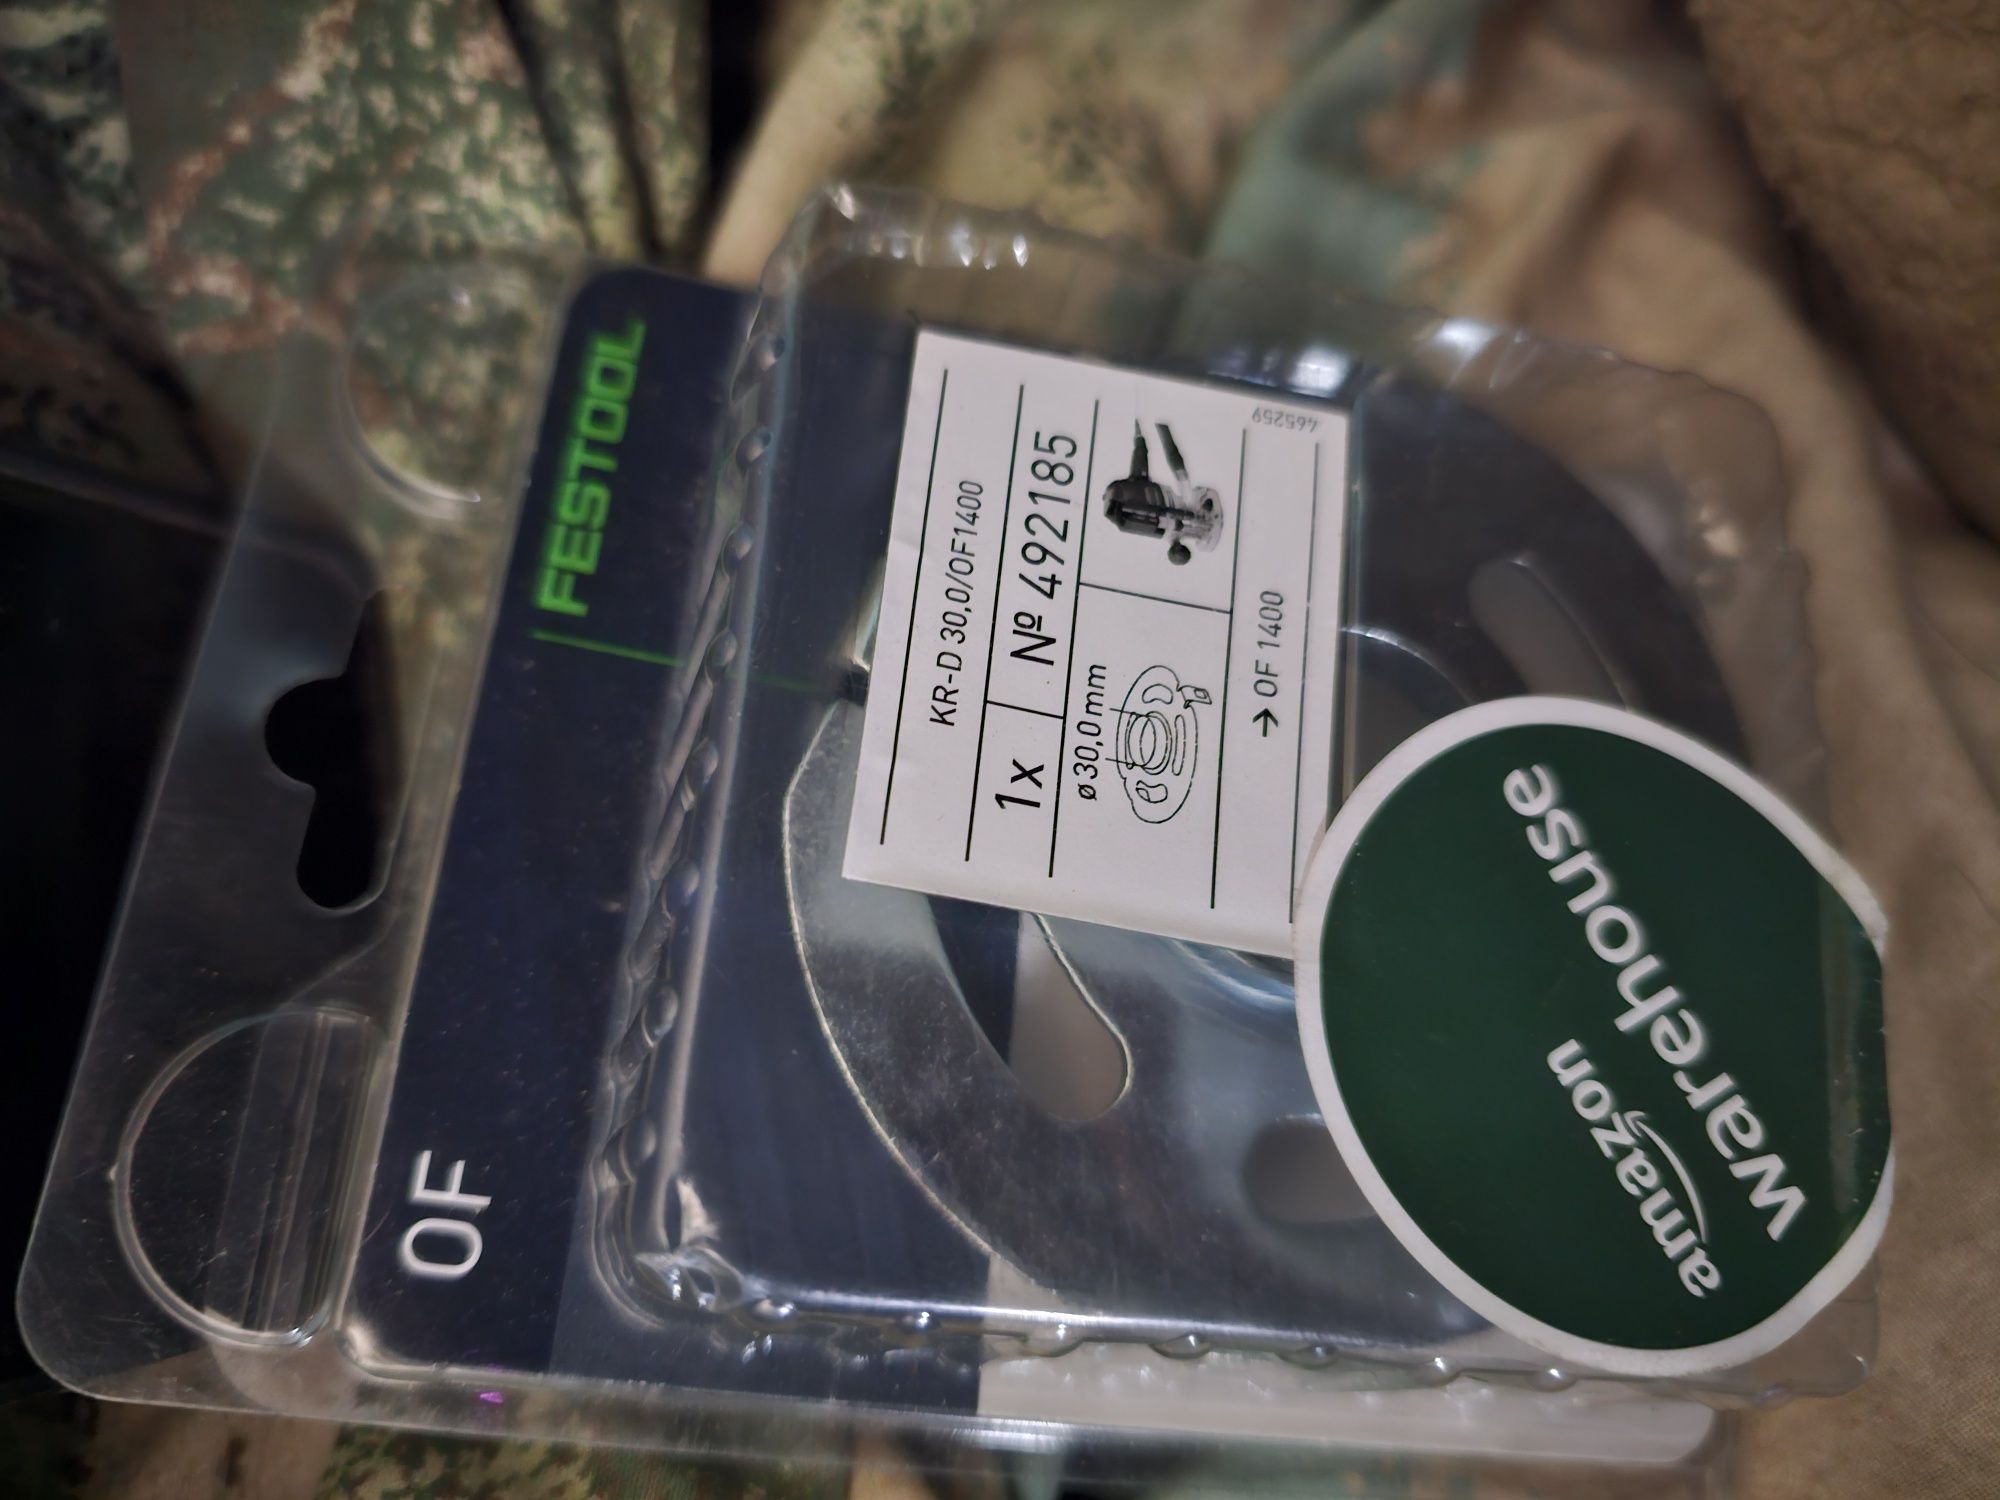 FESTOOL
OF
KR-D 30,0/OF1400
1x
Nº 492185
ø30,0mm
→ OF 1400
465259
amazon
warehouse